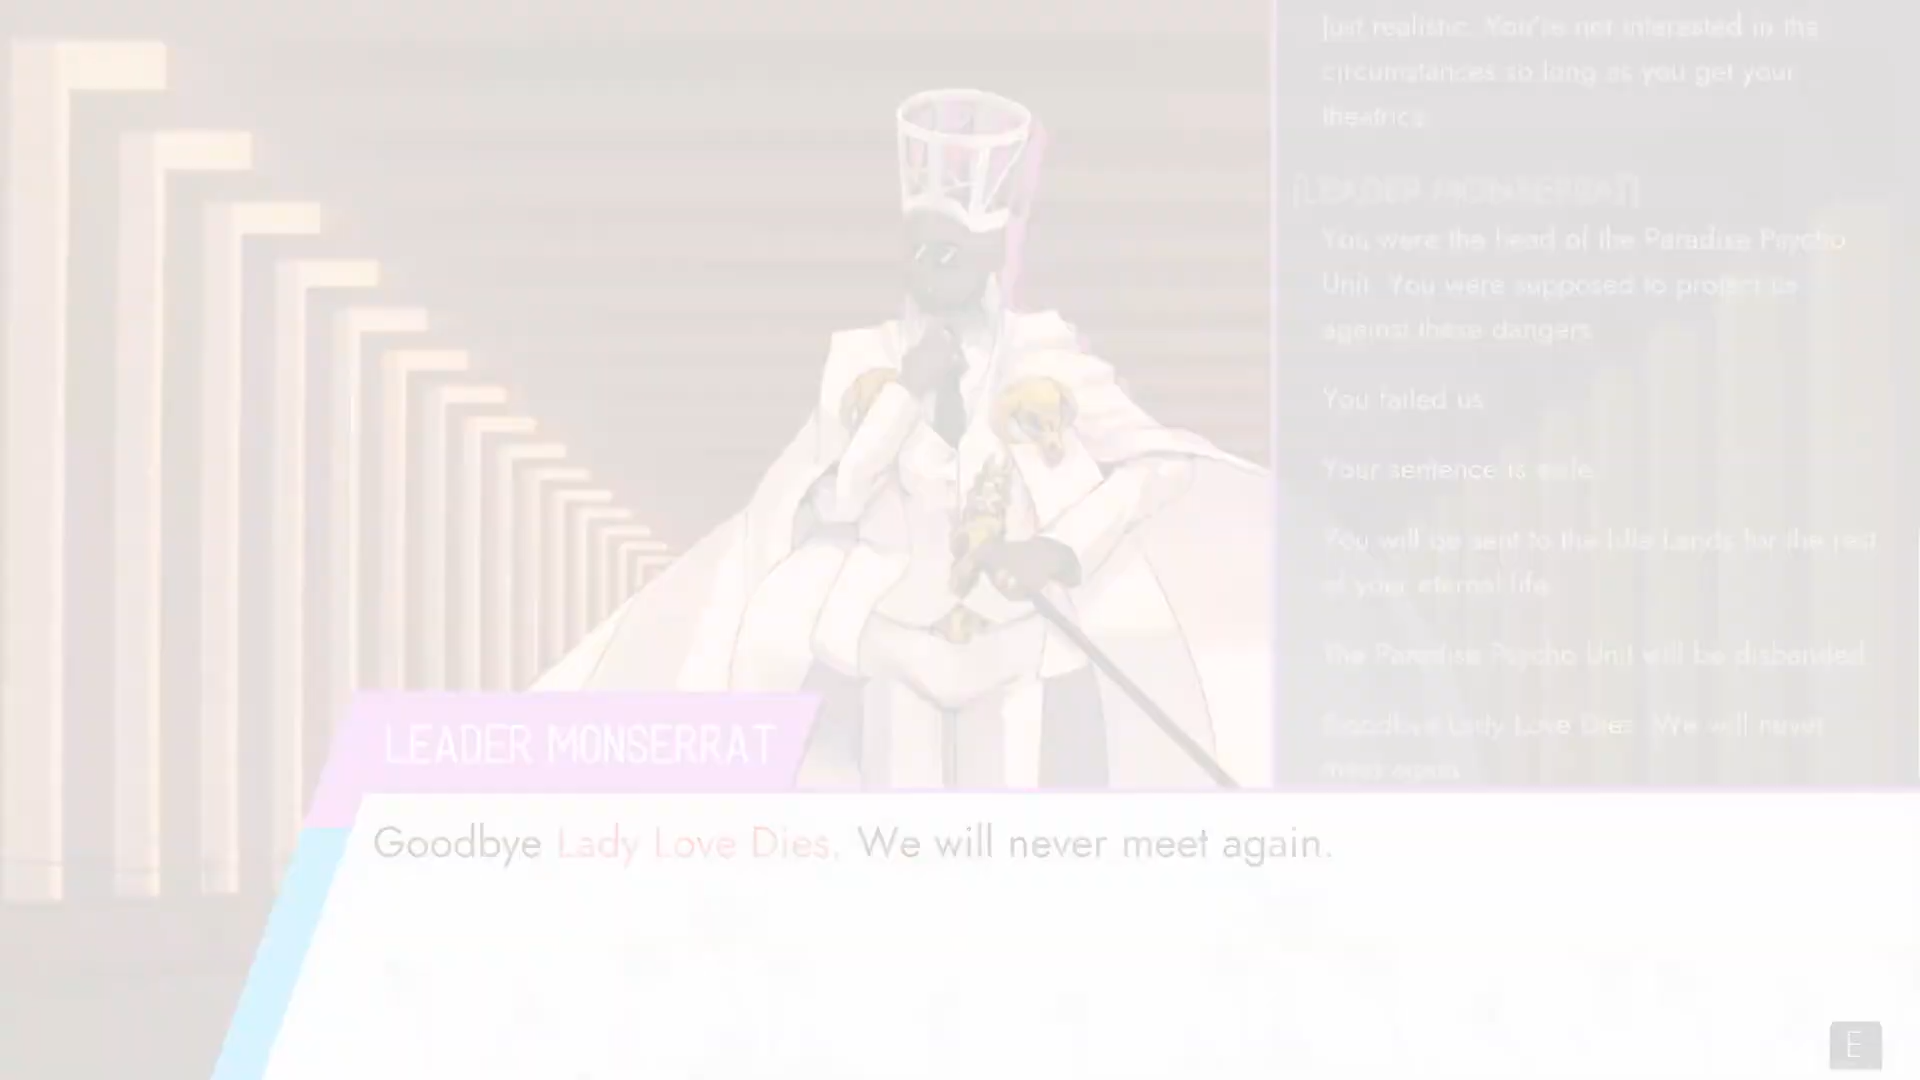 Just realistic. You're not interested in the
circumstances so long as you get your
theatrics.
[LEADER MONSERRAT]
You were the head of the Paradise Psycho
Unit. You were supposed to protect us
against these dangers.
You failed us.
Your sentence is exile.
You will be sent to the Idle Lands for the rest
of your eternal life.
The Paradise Psycho Unit will be disbanded.
Goodbye Lady Love Dies. We will never
meet again.
LEADER MONSERRAT
Goodbye Lady Love Dies. We will never meet again.
E